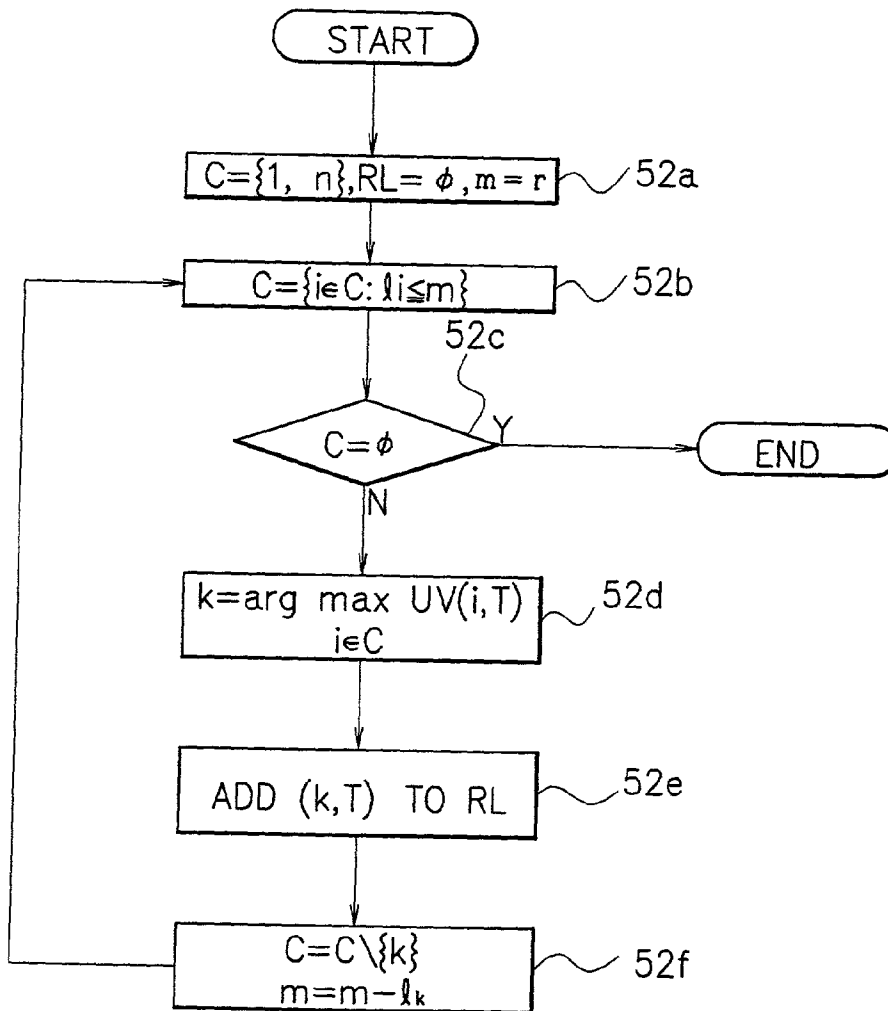 START
C={1, n},RL= ϕ,m=r
52a
C={i∈C:ℓi≦m}
52b
52c
C=ϕ
Y
END
N
k=arg max UV(i,T)
i∈C
52d
ADD (k,T) TO RL
52e
C=C\{k}
m=m-ℓk
52f